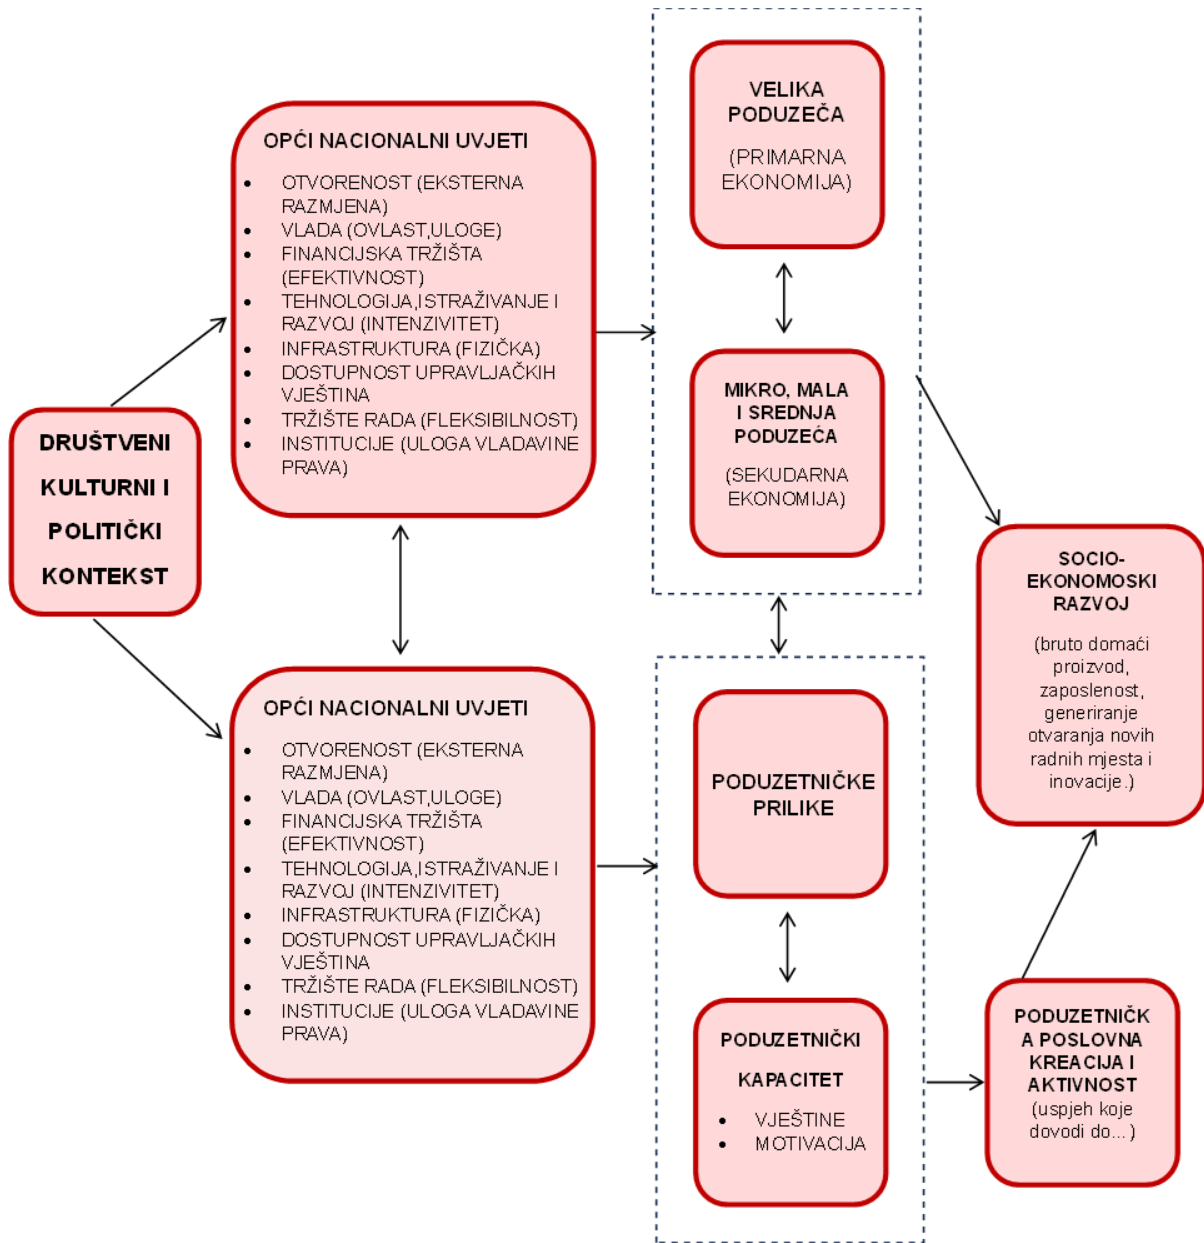 DRUŠTVENI
KULTURNI I
POLITIČKI
KONTEKST
OPĆI NACIONALNI UVJETI
• OTVORENOST (EKSTERNA
RAZMJENA)
• VLADA (OVLAST,ULOGE)
• FINANCIJSKA TRŽIŠTA
(EFEKTIVNOST)
• TEHNOLOGIJA,ISTRAŽIVANJE I
RAZVOJ (INTENZIVITET)
• INFRASTRUKTURA (FIZIČKA)
• DOSTUPNOST UPRAVLJAČKIH
VJEŠTINA
• TRŽIŠTE RADA (FLEKSIBILNOST)
• INSTITUCIJE (ULOGA VLADAVINE
PRAVA)
OPĆI NACIONALNI UVJETI
• OTVORENOST (EKSTERNA
RAZMJENA)
• VLADA (OVLAST,ULOGE)
• FINANCIJSKA TRŽIŠTA
(EFEKTIVNOST)
• TEHNOLOGIJA,ISTRAŽIVANJE I
RAZVOJ (INTENZIVITET)
• INFRASTRUKTURA (FIZIČKA)
• DOSTUPNOST UPRAVLJAČKIH
VJEŠTINA
• TRŽIŠTE RADA (FLEKSIBILNOST)
• INSTITUCIJE (ULOGA VLADAVINE
PRAVA)
VELIKA
PODUZEČA
(PRIMARNA
EKONOMIJA)
MIKRO, MALA
I SREDNJA
PODUZEĆA
(SEKUDARNA
EKONOMIJA)
PODUZETNIČKE
PRILIKE
PODUZETNIČKI
KAPACITET
• VJEŠTINE
• MOTIVACIJA
SOCIO-
EKONOMOSKI
RAZVOJ
(bruto domaći
proizvod,
zaposlenost,
generiranje
otvaranja novih
radnih mjesta i
inovacije.)
PODUZETNIČK
A POSLOVNA
KREACIJA I
AKTIVNOST
(uspjeh koje
dovodi do...)